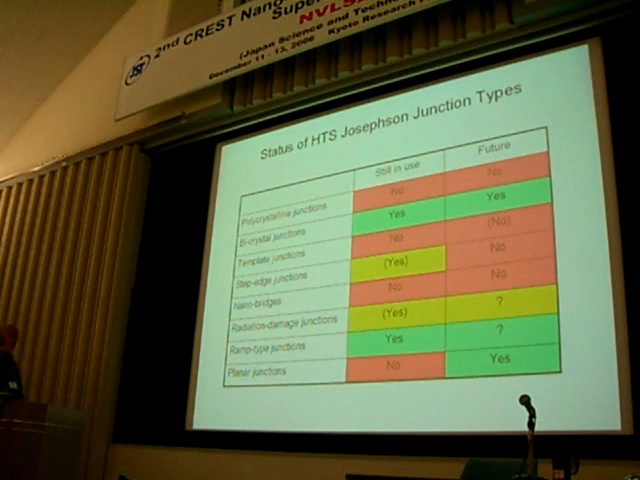 JST 2nd CREST Nano-
Super
NVLS
(Japan Science and Techn
December 11 - 13, 2006 Kyoto Research
Status of HTS Josephson Junction Types
Still in use Future
Polycrystalline junctions No No
Bi-crystal junctions Yes Yes
Template junctions No (No)
Step-edge junctions (Yes) No
Nano-bridges No No
Radiation-damage junctions (Yes) ?
Ramp-type junctions Yes ?
Planar junctions No Yes